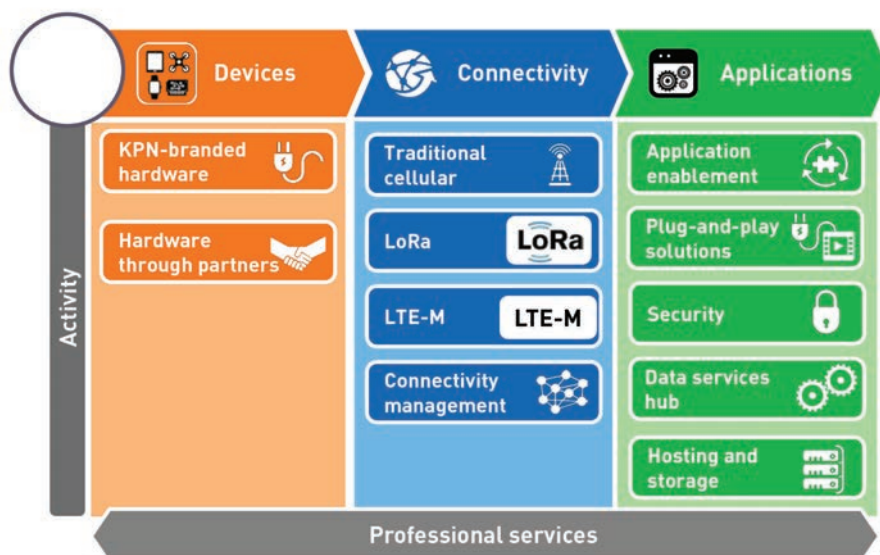 Devices
Connectivity
Applications
Activity
KPN-branded
hardware
Hardware
through partners
Traditional
cellular
LoRa
LoRa
LTE-M
LTE-M
Connectivity
management
Application
enablement
Plug-and-play
solutions
Security
Data services
hub
Hosting and
storage
Professional services